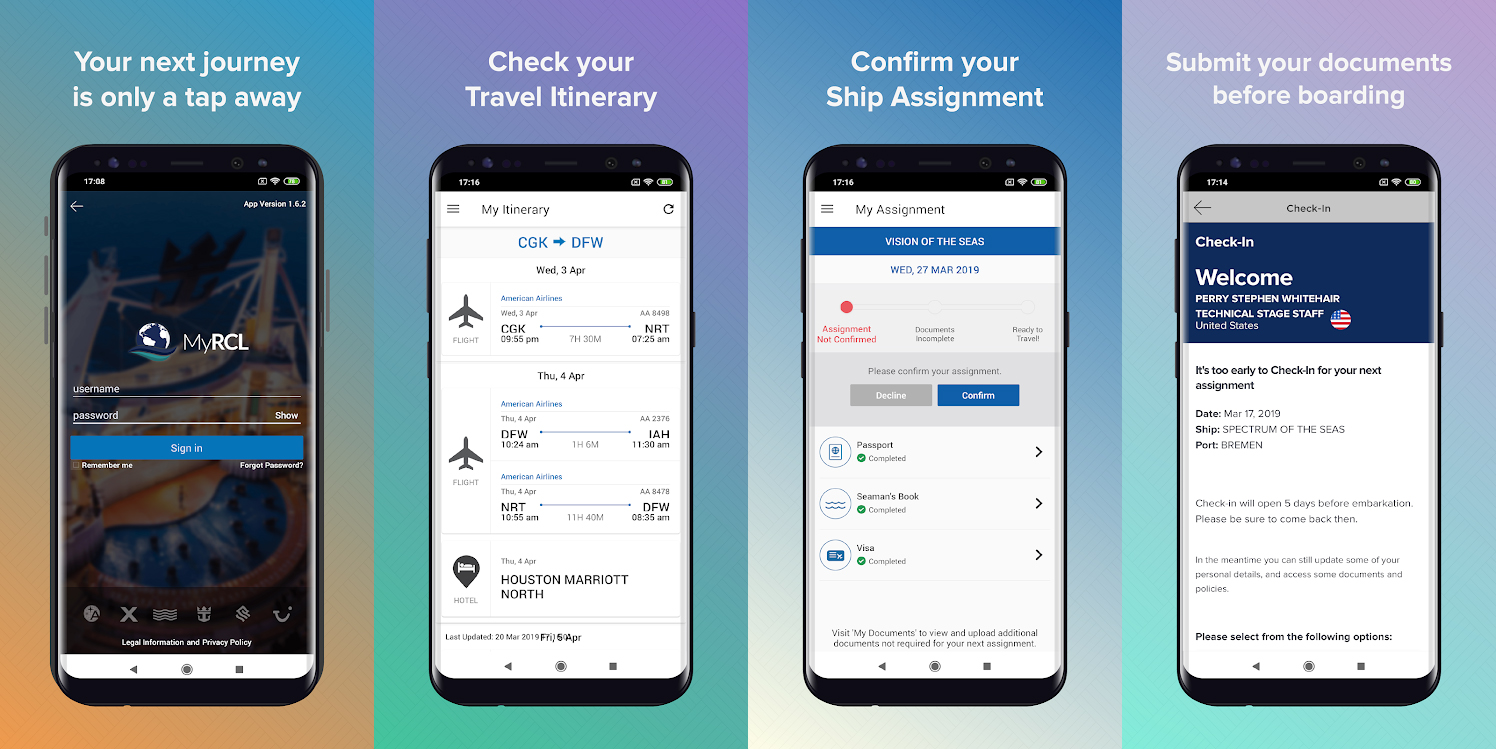 Your next journey
is only a tap away
17:08
76
App Version 1.6.2
MyRCL
username
password
Show
Sign in
Remember me
Forgot Password?
Legal Information and Privacy Policy
Check your
Travel Itinerary
17:16
81
My Itinerary
CGK DFW
Wed, 3 Apr
American Airlines
Wed, 3 Apr
AA 8498
CGK
NRT
09:55 pm
7H 30M
07:25 am
FLIGHT
Thu, 4 Apr
American Airlines
Thu, 4 Apr
AA 2376
DFW
IAH
10:24 am
1H 6M
11:30 am
FLIGHT
American Airlines
Thu, 4 Apr
AA 8478
NRT
DFW
10:55 am
11H 40M
08:35 am
Thu, 4 Apr
HOUSTON MARRIOTT
NORTH
HOTEL
Last Updated: 20 Mar 2019
Fri, 5 Apr
Confirm your
Ship Assignment
17:16
81
My Assignment
VISION OF THE SEAS
WED, 27 MAR 2019
Assignment
Not Confirmed
Documents
Incomplete
Ready to
Travel!
Please confirm your assignment.
Decline
Confirm
Passport
Completed
Seaman's Book
Completed
Visa
Completed
Visit 'My Documents' to view and upload additional
documents not required for your next assignment.
Submit your documents
before boarding
17:14
80
Check-In
Check-In
Welcome
PERRY STEPHEN WHITEHAIR
TECHNICAL STAGE STAFF
United States
It's too early to Check-In for your next
assignment
Date: Mar 17, 2019
Ship: SPECTRUM OF THE SEAS
Port: BREMEN
Check-in will open 5 days before embarkation.
Please be sure to come back then.
In the meantime you can still update some of your
personal details, and access some documents and
policies.
Please select from the following options: